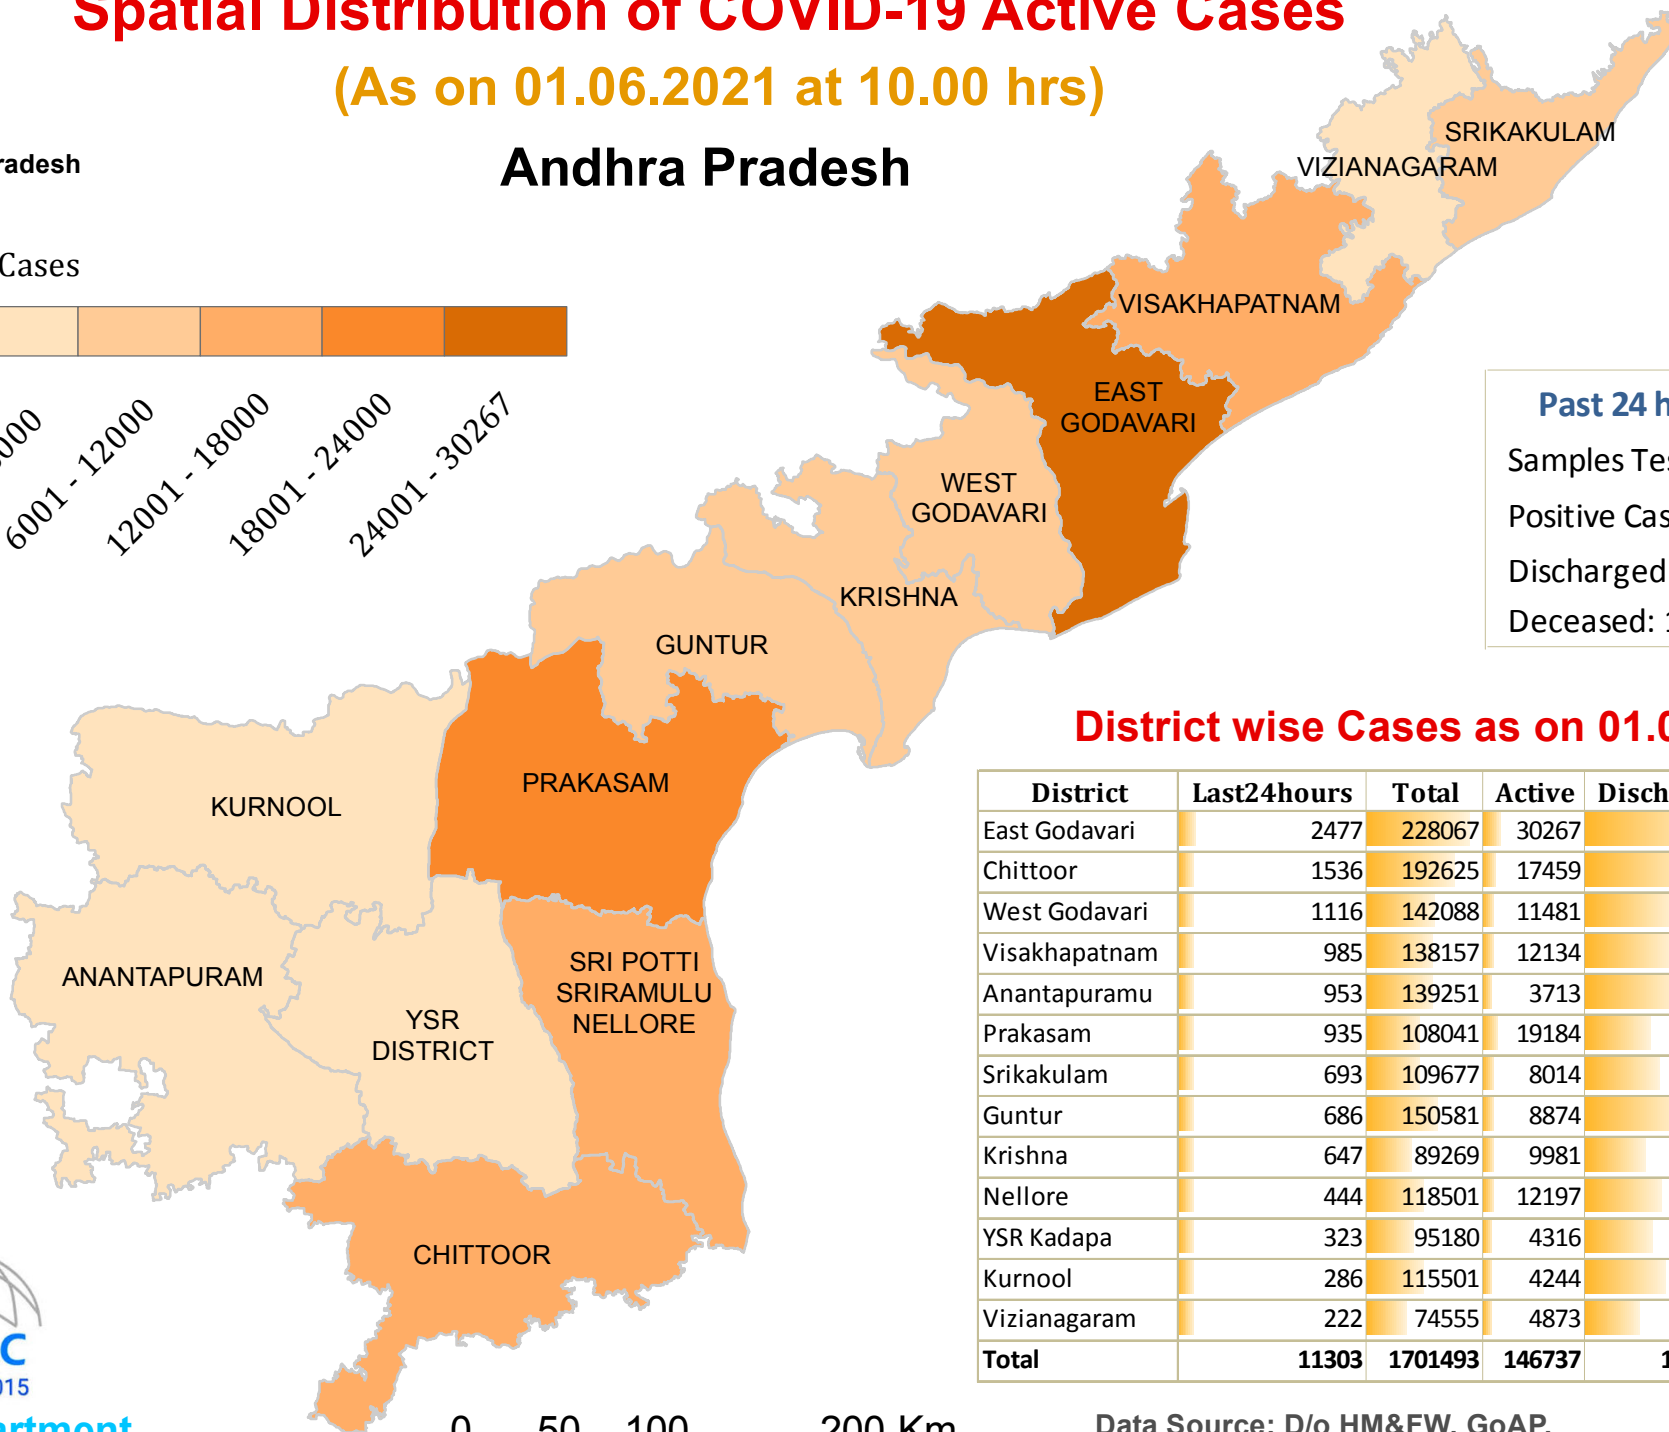 Spatial Distribution of COVID-19 Active Cases
(As on 01.06.2021 at 10.00 hrs)
Andhra Pradesh
Cases
6001 - 12000
12001 - 18000
18001 - 24000
24001 - 30267
SRIKAKULAM
VIZIANAGARAM
VISAKHAPATNAM
EAST
GODAVARI
WEST
GODAVARI
KRISHNA
GUNTUR
PRAKASAM
KURNOOL
ANANTAPURAM
YSR
DISTRICT
SRI POTTI
SRIRAMULU
NELLORE
CHITTOOR
Past 24
Samples
Positive
Discharged
Deceased:
District wise Cases as on
District Last24hours Total Active
East Godavari 2477 228067 30267
Chittoor 1536 192625 17459
West Godavari 1116 142088 11481
Visakhapatnam 985 138157 12134
Anantapuramu 953 139251 3713
Prakasam 935 108041 19184
Srikakulam 693 109677 8014
Guntur 686 150581 8874
Krishna 647 89269 9981
Nellore 444 118501 12197
YSR Kadapa 323 95180 4316
Kurnool 286 115501 4244
Vizianagaram 222 74555 4873
Total 11303 1701493 146737
0 50 100 200 Km
Data Source: D/o HM&FW, GoAP.